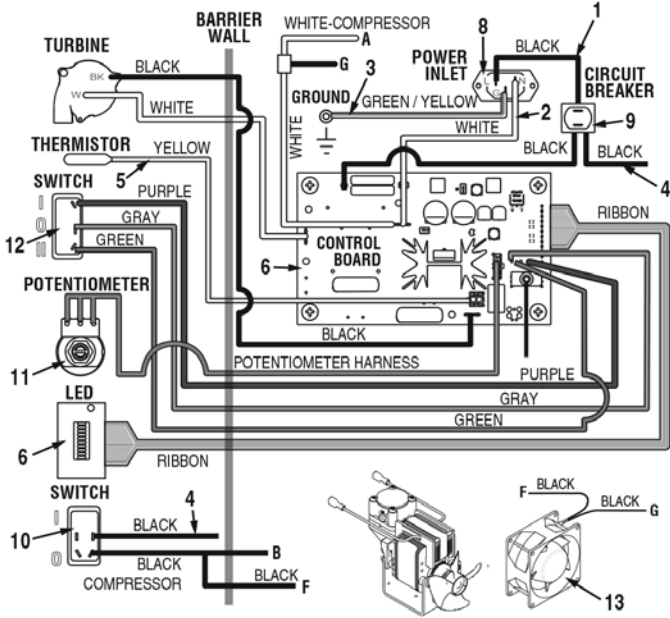 BARRIER
WALL
WHITE-COMPRESSOR
A
G
1
TURBINE
BK
W
BLACK
WHITE
WHITE
8
POWER
INLET
L
N
G
BLACK
CIRCUIT
BREAKER
3
GROUND
GREEN / YELLOW
WHITE
2
9
BLACK
BLACK
4
THERMISTOR
YELLOW
5
SWITCH
I
O
II
12
PURPLE
GRAY
GREEN
6
CONTROL
BOARD
RIBBON
POTENTIOMETER
11
BLACK
POTENTIOMETER HARNESS
PURPLE
GRAY
GREEN
LED
6
RIBBON
SWITCH
I
O
10
4
BLACK
BLACK
B
COMPRESSOR
BLACK
F
F
BLACK
BLACK
G
13